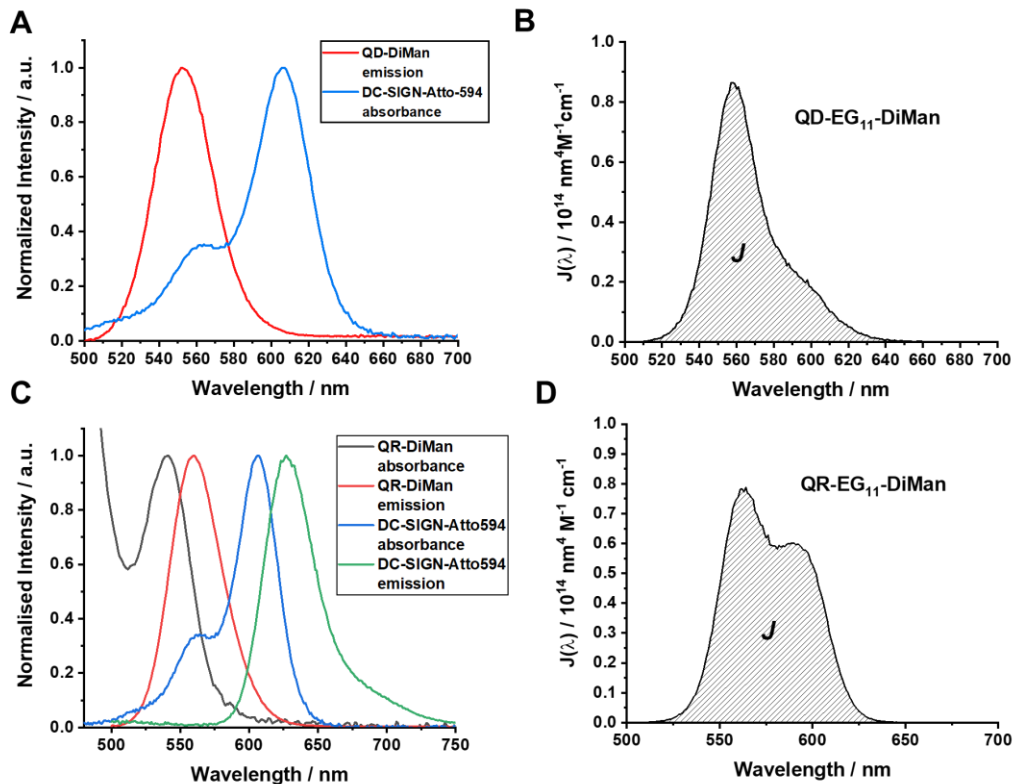 A
Normalized Intensity / a.u.
1.0
0.8
0.6
0.4
0.2
0.0
500 520 540 560 580 600 620 640 660 680 700
Wavelength / nm
QD-DiMan
emission
DC-SIGN-Atto-594
absorbance
B
J(λ) / 10¹⁴ nm⁴M⁻¹cm⁻¹
1.0
0.8
0.6
0.4
0.2
0.0
500 520 540 560 580 600 620 640 660 680 700
Wavelength / nm
QD-EG₁₁-DiMan
J
C
Normalised Intensity / a.u.
1.0
0.8
0.6
0.4
0.2
0.0
500 550 600 650 700 750
Wavelength / nm
QR-DiMan
absorbance
QR-DiMan
emission
DC-SIGN-Atto594
absorbance
DC-SIGN-Atto594
emission
D
J(λ) / 10¹⁴ nm⁴ M⁻¹ cm⁻¹
1.0
0.9
0.8
0.7
0.6
0.5
0.4
0.3
0.2
0.1
0.0
500 550 600 650 700
Wavelength / nm
QR-EG₁₁-DiMan
J